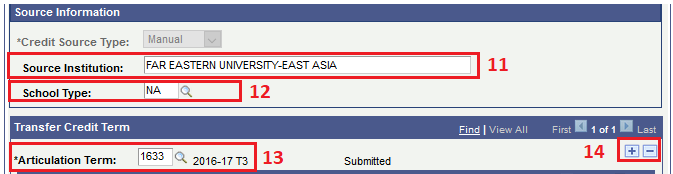 Source Information
*Credit Source Type: Manual
Source Institution: FAR EASTERN UNIVERSITY-EAST ASIA 11
School Type: NA 12
Transfer Credit Term Find | View All First 1 of 1 Last
*Articulation Term: 1633 2016-17 T3 Submitted 13 14